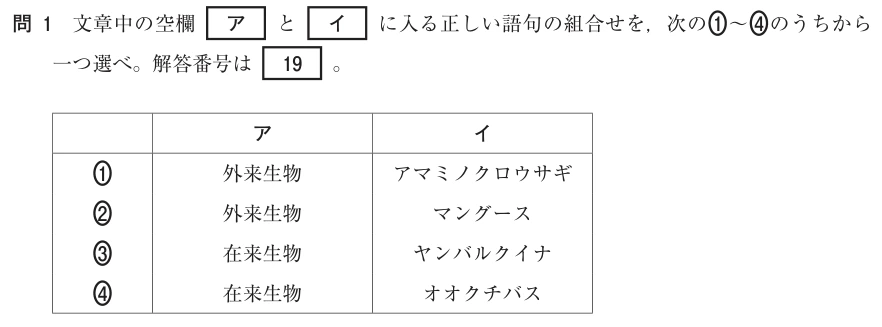 問 1 文章中の空欄 ア と イ に入る正しい語句の組合せを，次の①～④のうちから
一つ選べ。解答番号は 19 。
ア イ
① 外来生物 アマミノクロウサギ
② 外来生物 マングース
③ 在来生物 ヤンバルクイナ
④ 在来生物 オオクチバス